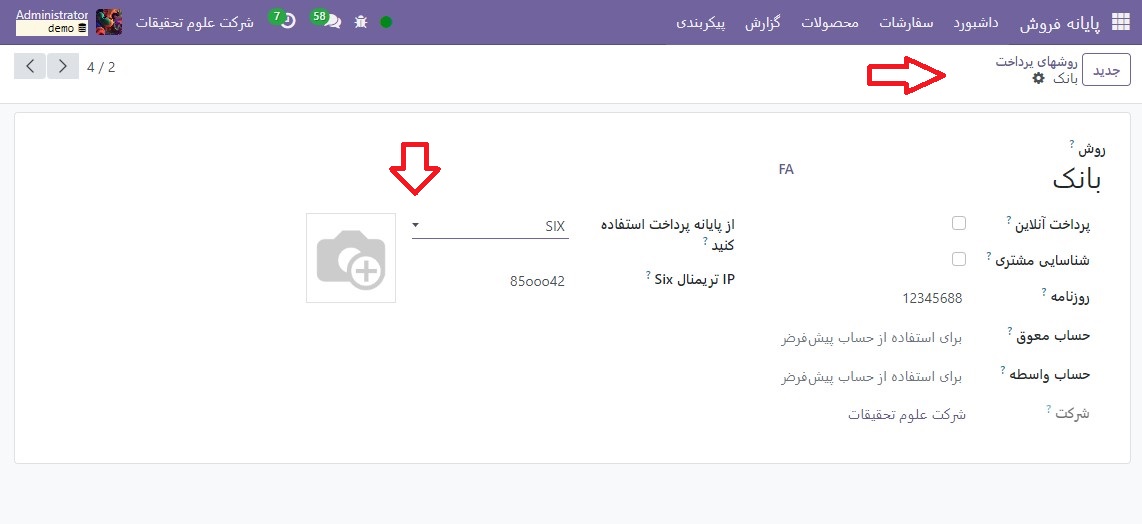 پایانه فروش داشبورد سفارشات محصولات گزارش پیکربندی 58 7 شرکت علوم تحقیقات Administrator
demo
جدید روشهای پرداخت
بانک
4 / 2
روش ?
بانک
FA
پرداخت آنلاین ?
شناسایی مشتری ?
روزنامه ? 12345688
حساب معوق ? برای استفاده از حساب پیش‌فرض
حساب واسطه ? برای استفاده از حساب پیش‌فرض
شرکت ? شرکت علوم تحقیقات
از پایانه پرداخت استفاده SIX
کنید ?
IP تریمنال Six ? 85ooo42